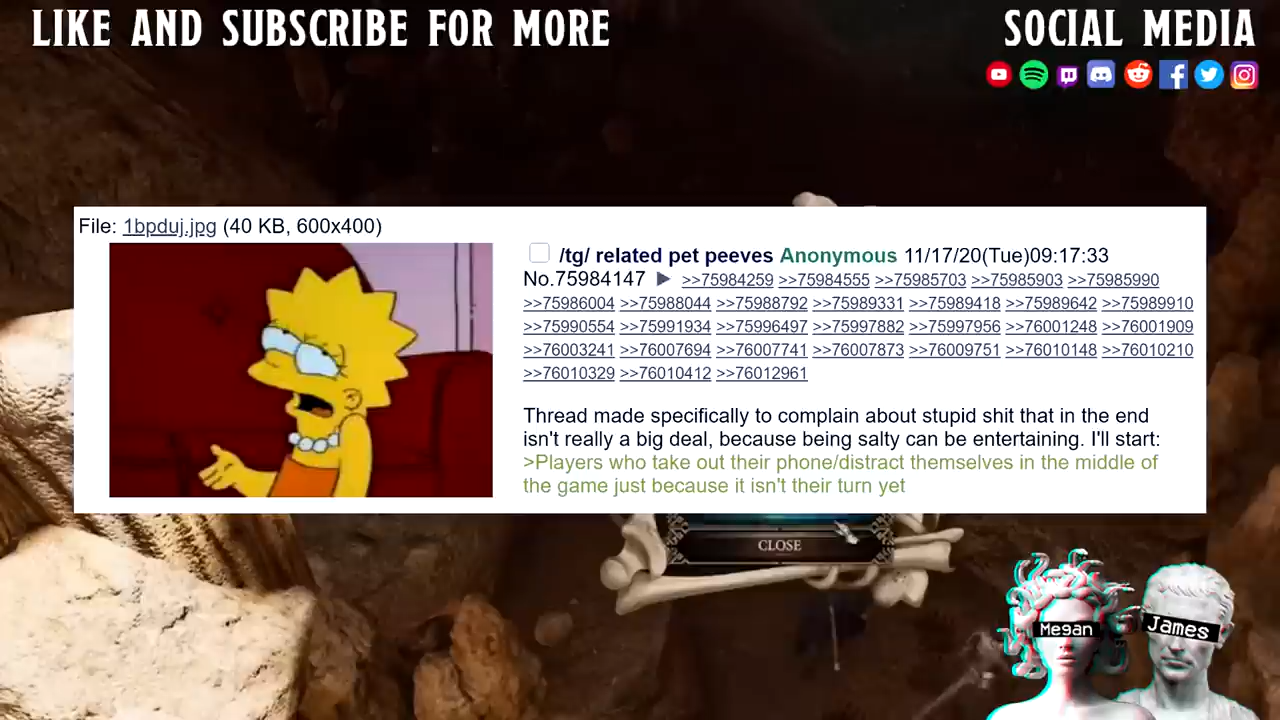 LIKE AND SUBSCRIBE FOR MORE
SOCIAL MEDIA
File: 1bpduj.jpg (40 KB, 600x400)
/tg/ related pet peeves Anonymous 11/17/20(Tue)09:17:33
No.75984147 ▶ >>75984259 >>75984555 >>75985703 >>75985903 >>75985990
>>75986004 >>75988044 >>75988792 >>75989331 >>75989418 >>75989642 >>75989910
>>75990554 >>75991934 >>75996497 >>75997882 >>75997956 >>76001248 >>76001909
>>76003241 >>76007694 >>76007741 >>76007873 >>76009751 >>76010148 >>76010210
>>76010329 >>76010412 >>76012961
Thread made specifically to complain about stupid shit that in the end
isn't really a big deal, because being salty can be entertaining. I'll start:
>Players who take out their phone/distract themselves in the middle of
the game just because it isn't their turn yet
CLOSE
Megan
James